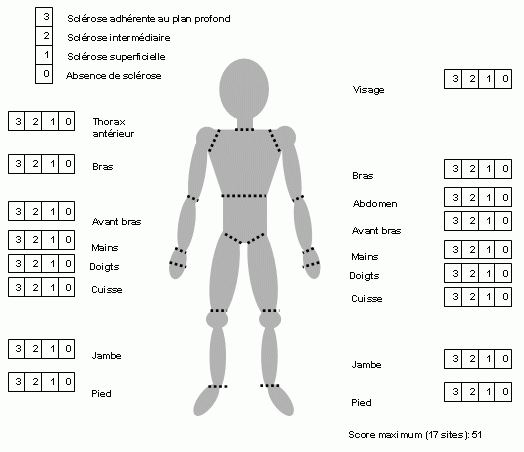 3 Sclérose adhérente au plan profond
2 Sclérose intermédiaire
1 Sclérose superficielle
0 Absence de sclérose
Visage 3 2 1 0
3 2 1 0 Thorax
antérieur
3 2 1 0 Bras
Bras 3 2 1 0
Abdomen 3 2 1 0
3 2 1 0 Avant bras
Avant bras 3 2 1 0
3 2 1 0 Mains
Mains 3 2 1 0
3 2 1 0 Doigts
Doigts 3 2 1 0
3 2 1 0 Cuisse
Cuisse 3 2 1 0
3 2 1 0 Jambe
Jambe 3 2 1 0
3 2 1 0 Pied
Pied 3 2 1 0
Score maximum (17 sites): 51